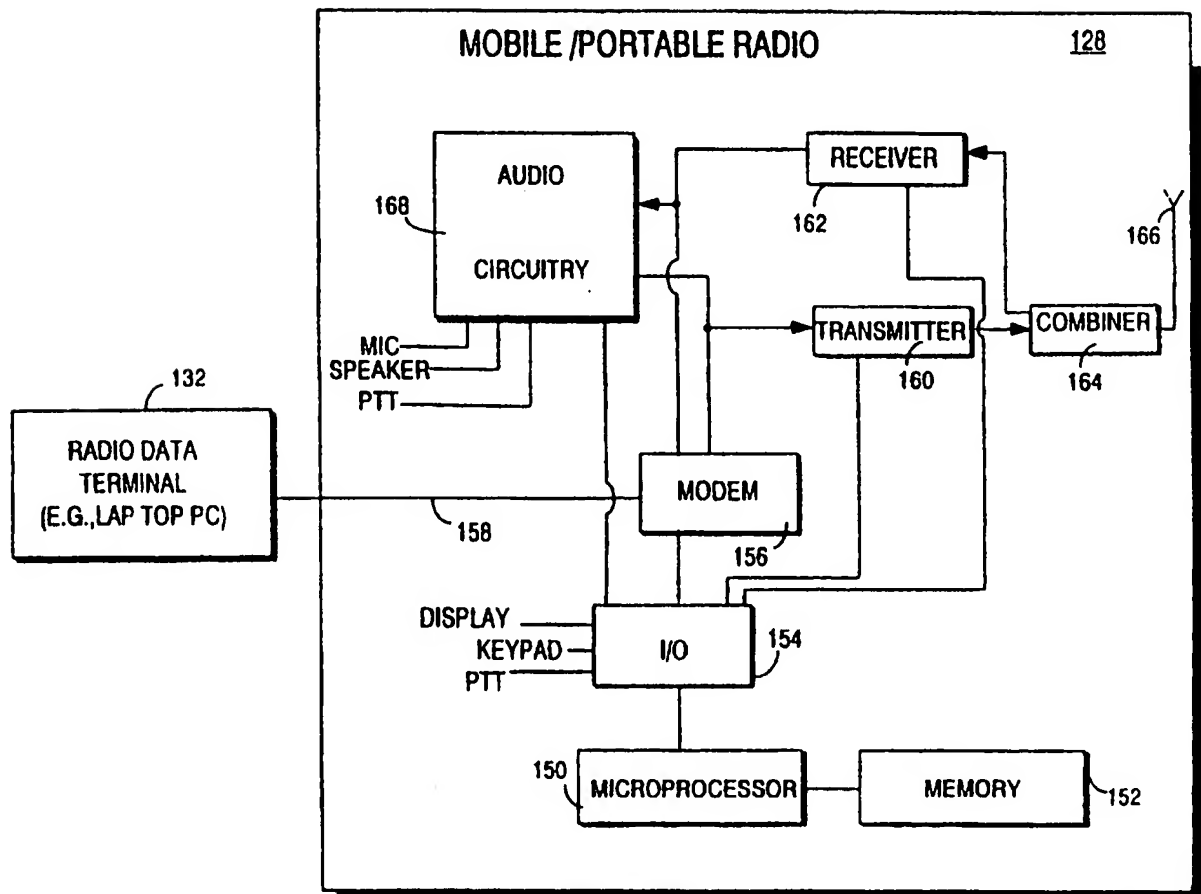 MOBILE /PORTABLE RADIO
128
AUDIO
CIRCUITRY
168
RECEIVER
162
166
TRANSMITTER
160
COMBINER
164
MIC
SPEAKER
PTT
132
RADIO DATA
TERMINAL
(E.G.,LAP TOP PC)
158
MODEM
156
DISPLAY
KEYPAD
PTT
I/O
154
150
MICROPROCESSOR
MEMORY
152